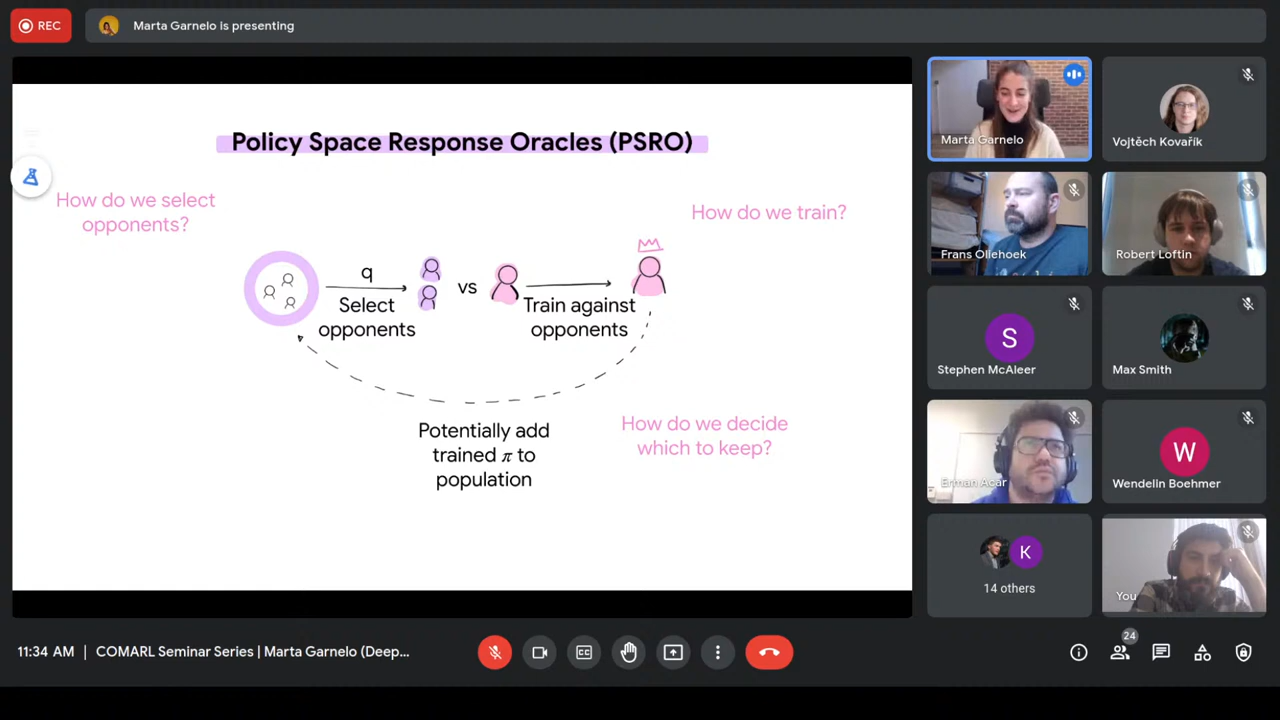 REC
Marta Garnelo is presenting
Policy Space Response Oracles (PSRO)
How do we select
opponents?
How do we train?
q
Select
opponents
vs
Train against
opponents
Potentially add
trained π to
population
How do we decide
which to keep?
Marta Garnelo
Vojtěch Kovařík
Frans Oliehoek
Robert Loftin
S
Stephen McAleer
Max Smith
Erman Acar
W
Wendelin Boehmer
K
14 others
You
11:34 AM | COMARL Seminar Series | Marta Garnelo (Deep...
CC
24